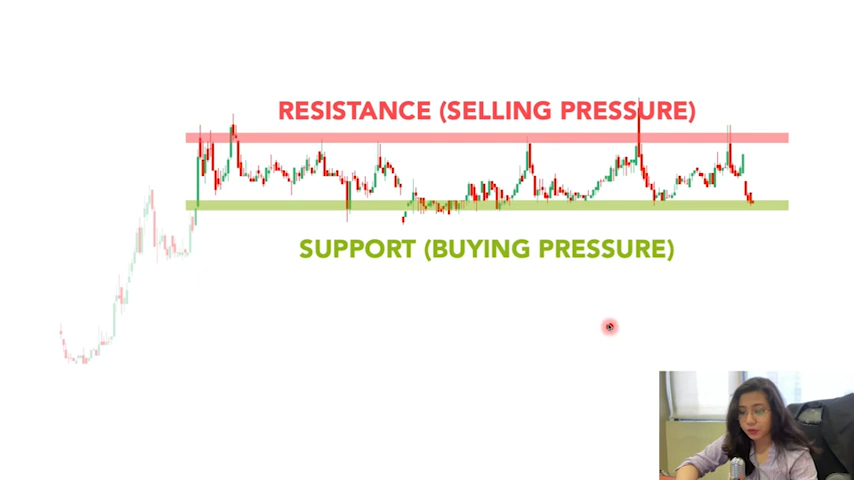 RESISTANCE (SELLING PRESSURE)
SUPPORT (BUYING PRESSURE)